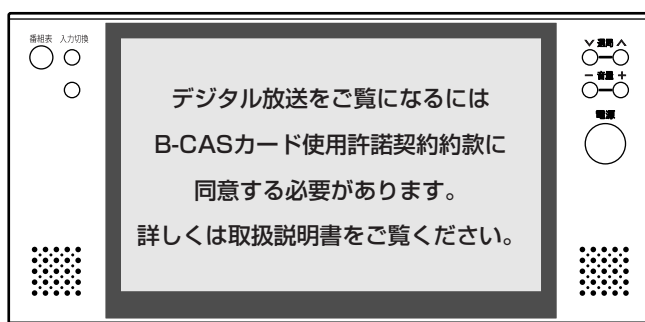 番組表 入力切換
デジタル放送をご覧になるには
B-CASカード使用許諾契約約款に
同意する必要があります。
詳しくは取扱説明書をご覧ください。
∨ 選局 ∧
− 音量 +
電源